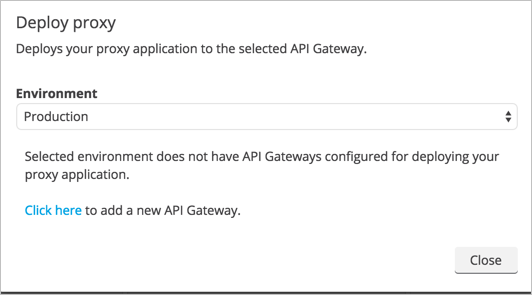 Deploy proxy
Deploys your proxy application to the selected API Gateway.
Environment
Production
Selected environment does not have API Gateways configured for deploying your
proxy application.
Click here to add a new API Gateway.
Close